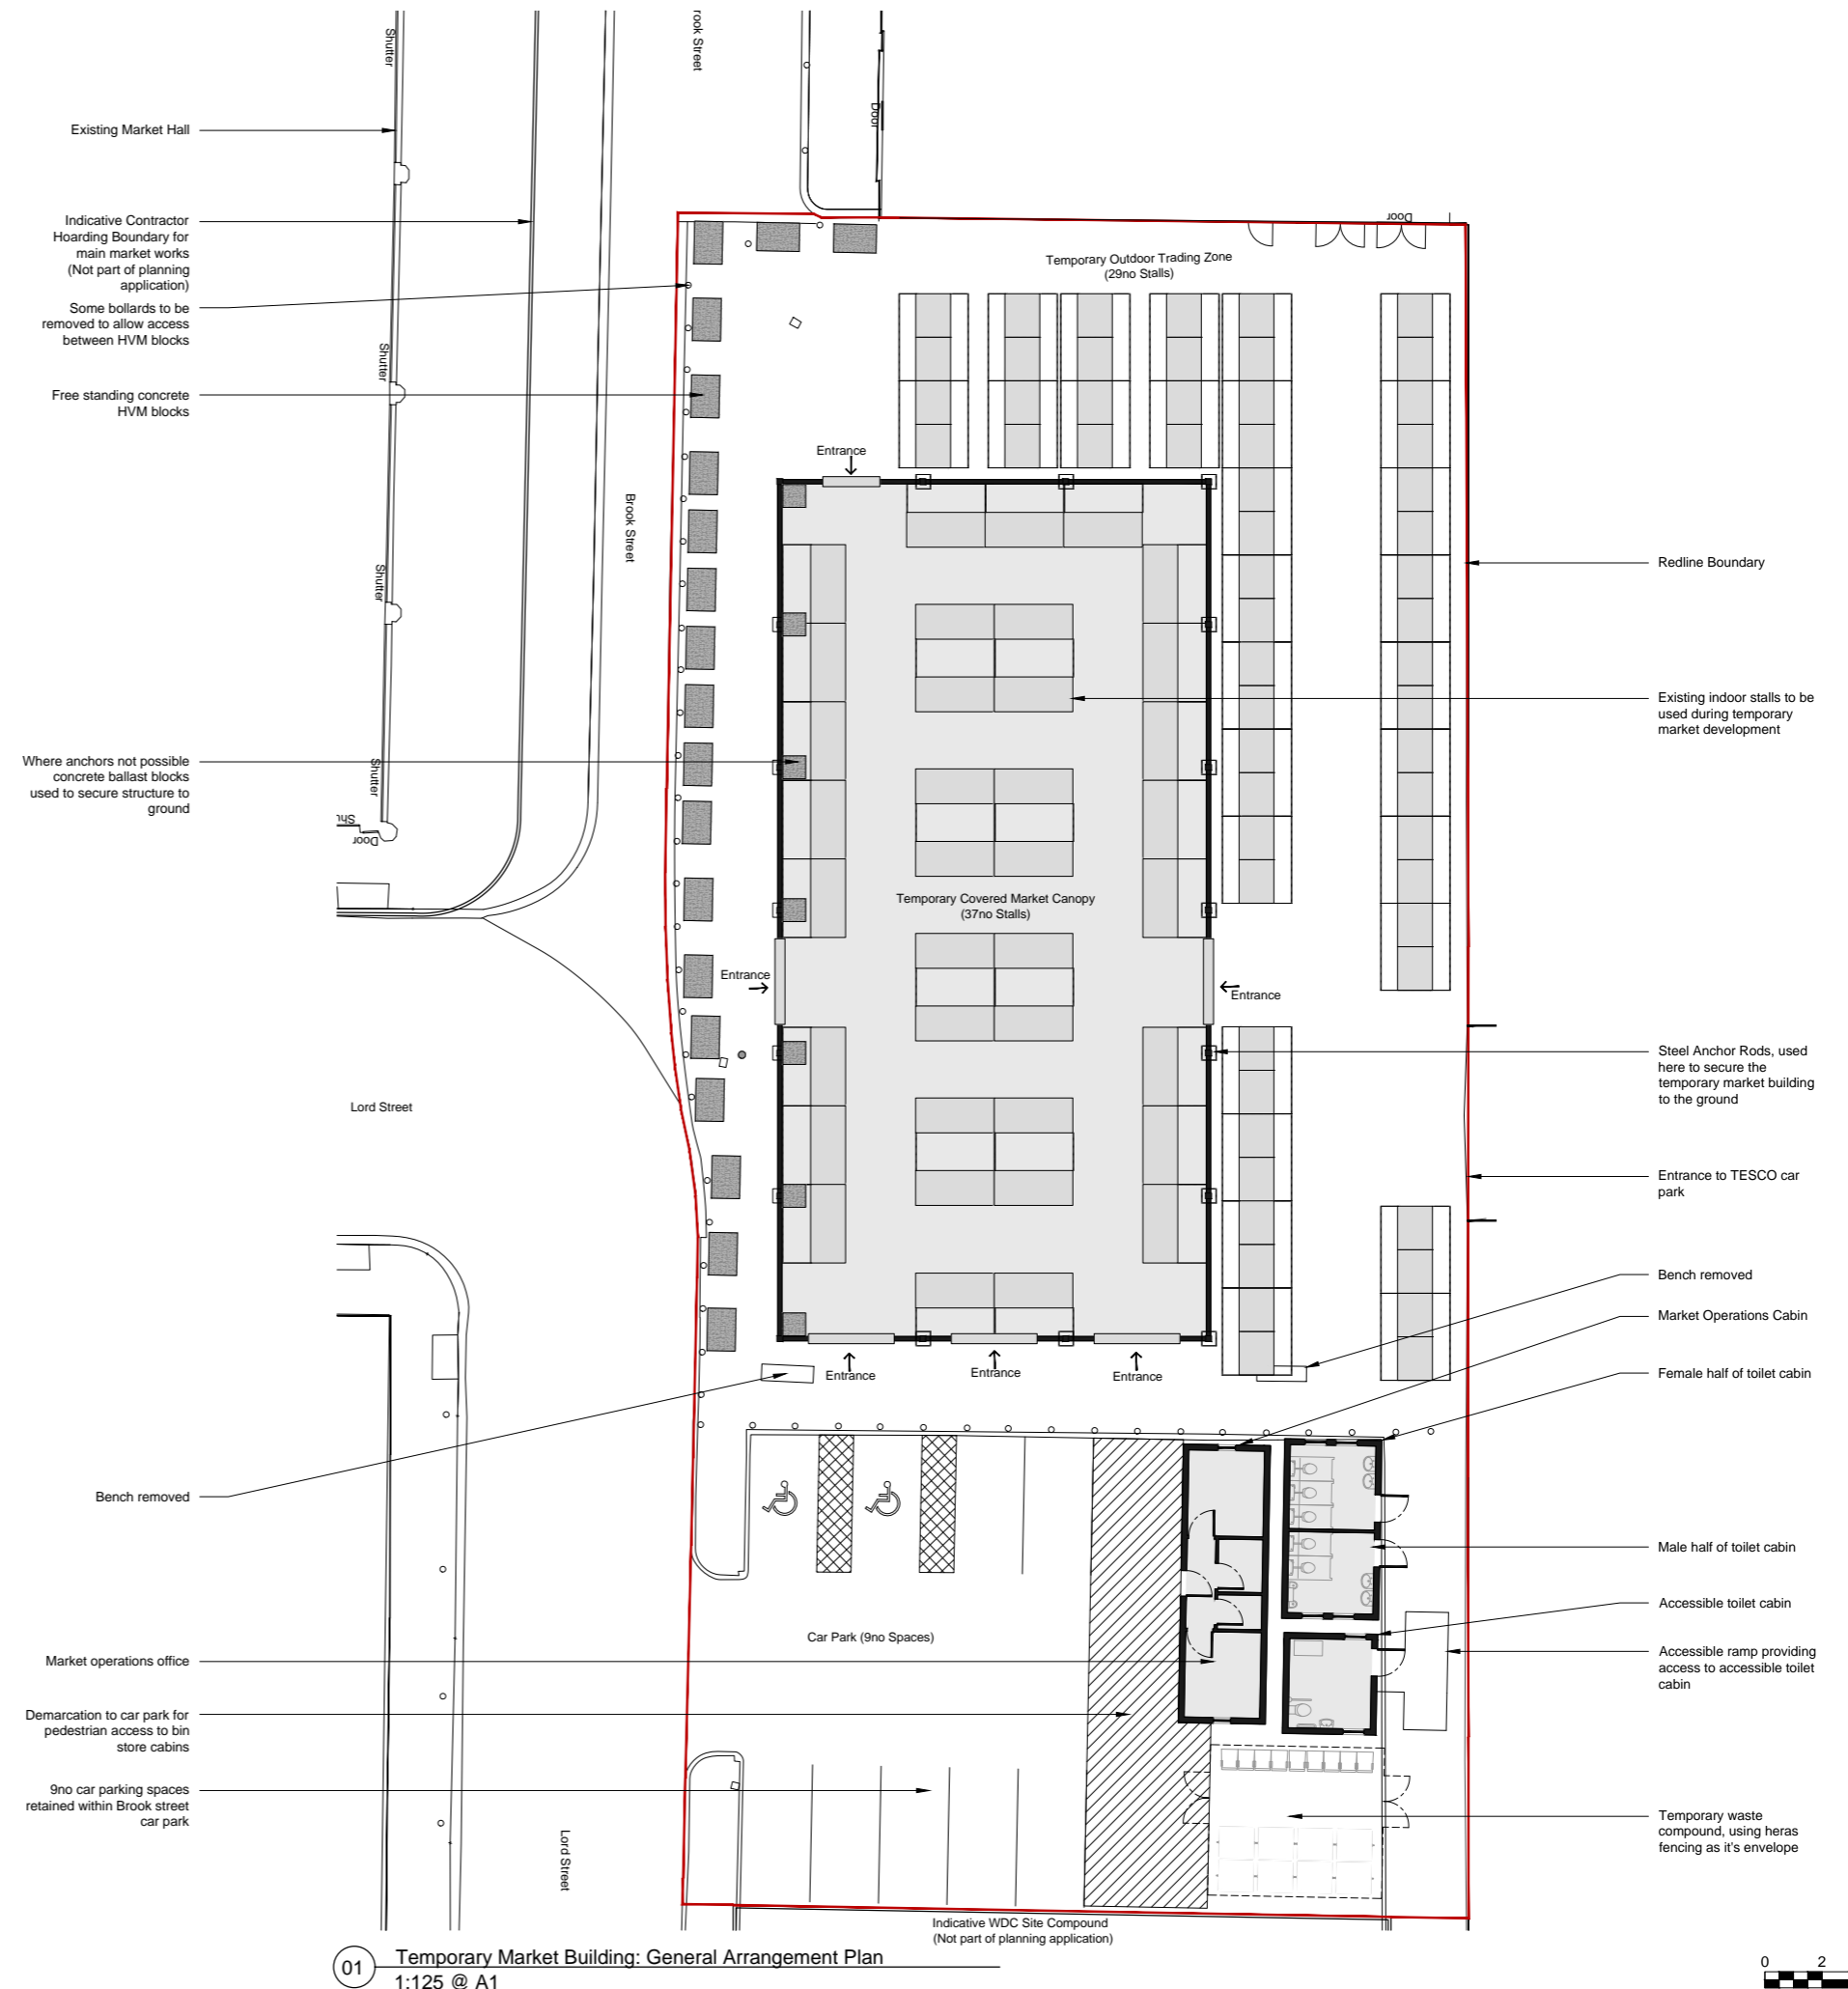 rook Street
Shutter
Door
Existing Market Hall
Indicative Contractor
Hoarding Boundary for
main market works
(Not part of planning
application)
Some bollards to be
removed to allow access
between HVM blocks
Door
Temporary Outdoor Trading Zone
(29no Stalls)
Shutter
Free standing concrete
HVM blocks
Entrance
Brook Street
Shutter
Redline Boundary
Existing indoor stalls to be
used during temporary
market development
Where anchors not possible
concrete ballast blocks
used to secure structure to
ground
Shutter
Shu
Door
Temporary Covered Market Canopy
(37no Stalls)
Entrance
Entrance
Steel Anchor Rods, used
here to secure the
temporary market building
to the ground
Lord Street
Entrance to TESCO car
park
Bench removed
Market Operations Cabin
Entrance
Entrance
Entrance
Female half of toilet cabin
Bench removed
Male half of toilet cabin
Accessible toilet cabin
Car Park (9no Spaces)
Market operations office
Accessible ramp providing
access to accessible toilet
cabin
Demarcation to car park for
pedestrian access to bin
store cabins
9no car parking spaces
retained within Brook street
car park
Temporary waste
compound, using heras
fencing as it's envelope
Lord Street
Indicative WDC Site Compound
(Not part of planning application)
01
Temporary Market Building: General Arrangement Plan
1:125 @ A1
0 2